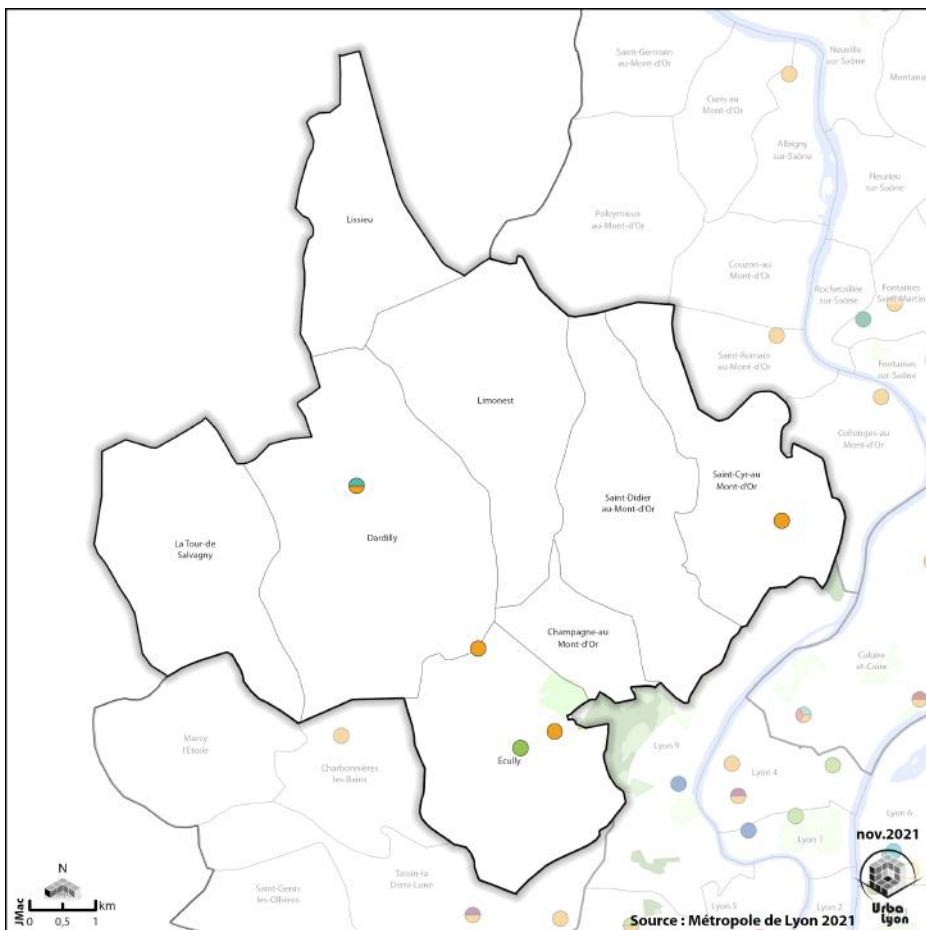 Saint-Germain
au-Mont-d'Or
Neuville
sur-Saône
Montanay
Curis-au
Mont-d'Or
Albigny
sur-Saône
Fleurieu
sur-Saône
Lissieu
Poleymieux
au-Mont-d'Or
Couzon-au
Mont-d'Or
Rochetaillée
sur-Saône
Fontaines
Saint-Martin
Saint-Romain
au-Mont-d'Or
Fontaines
sur-Saône
Limonest
Collonges-au
Mont-d'Or
Saint-Cyr-au
Mont-d'Or
Saint-Didier
au-Mont-d'Or
La Tour-de
Salvagny
Dardilly
Champagne-au
Mont-d'Or
Caluire
et-Cuire
Marcy
l'Étoile
Charbonnières
les-Bains
Écully
Lyon 9
Lyon 4
Lyon 1
Lyon 6
nov.2021
Tassin-la
Demi-Lune
Saint-Genis
les-Ollières
N
JMac
0 0,5 1 km
Lyon 5
Lyon 2
Urba
Lyon
Source : Métropole de Lyon 2021